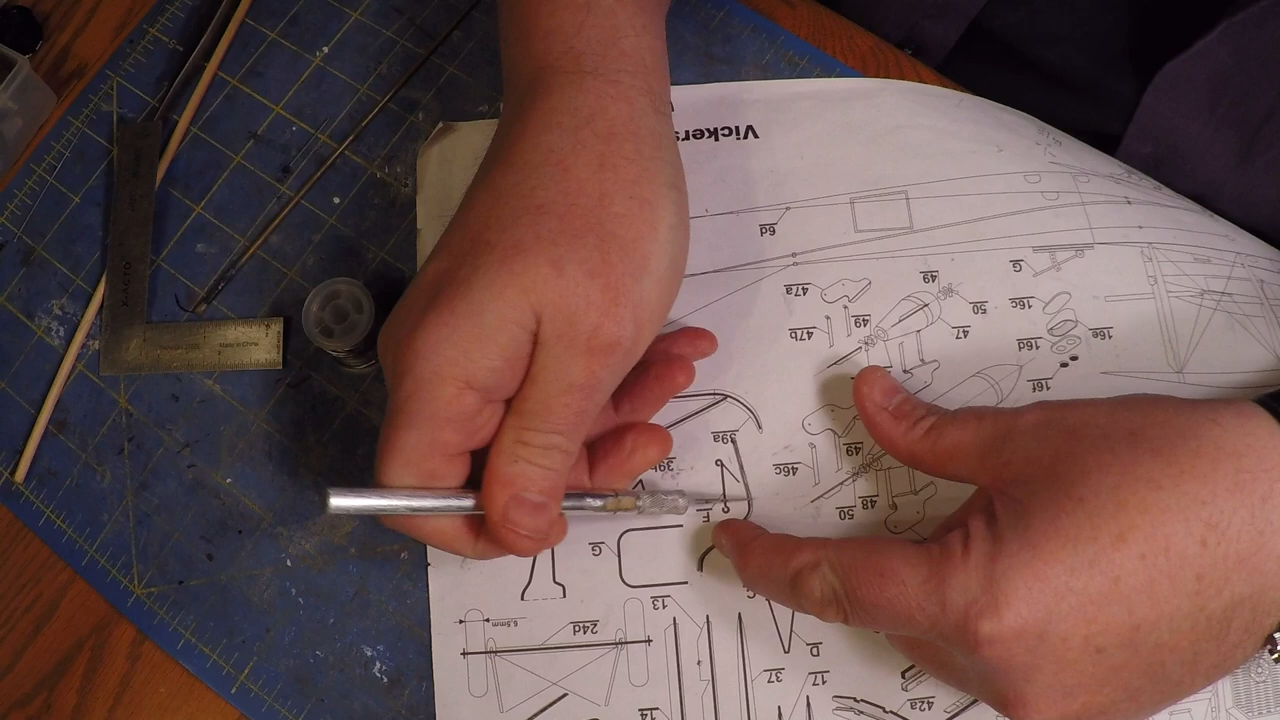 Vickers
6d
G
49
47a
50
16c
49
47b
47
16e
16d
16f
39a
39b
49
46c
F
50
48
G
13
6.5mm
24d
D
37
17
14
42a
X-ACTO
Made in China